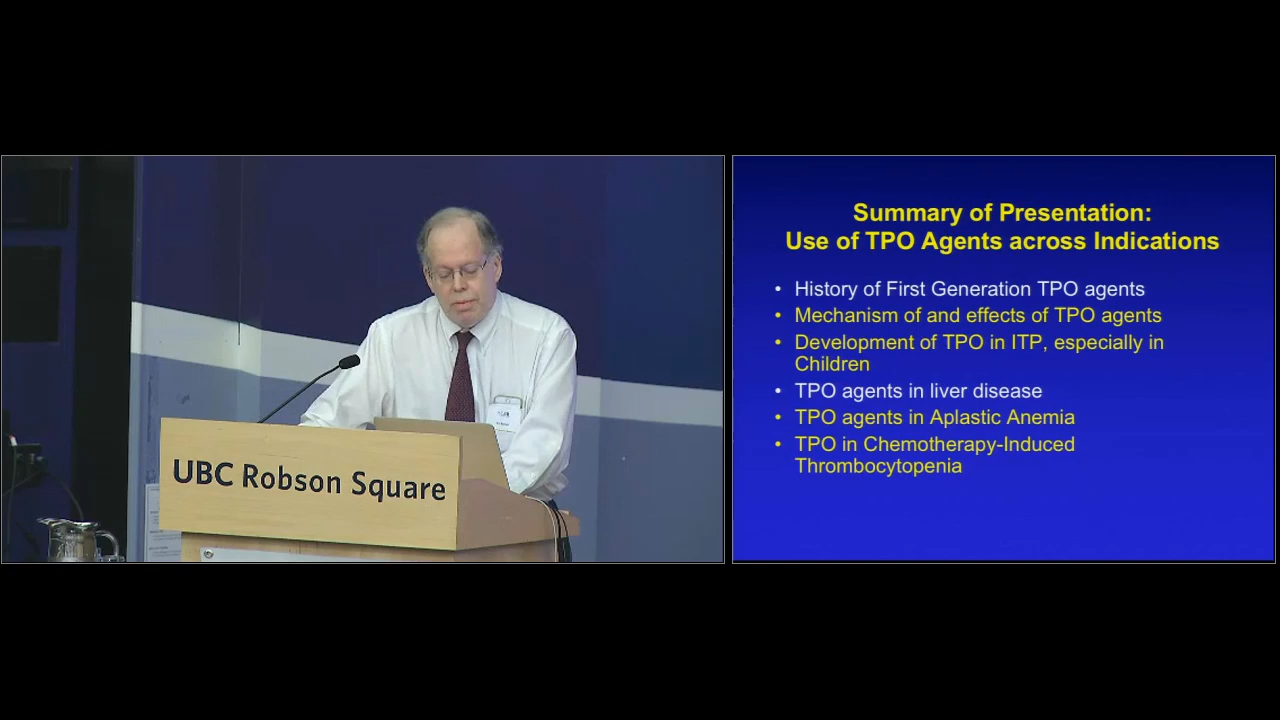 UBC Robson Square
Summary of Presentation:
Use of TPO Agents across Indications
• History of First Generation TPO agents
• Mechanism of and effects of TPO agents
• Development of TPO in ITP, especially in
Children
• TPO agents in liver disease
• TPO agents in Aplastic Anemia
• TPO in Chemotherapy-Induced
Thrombocytopenia